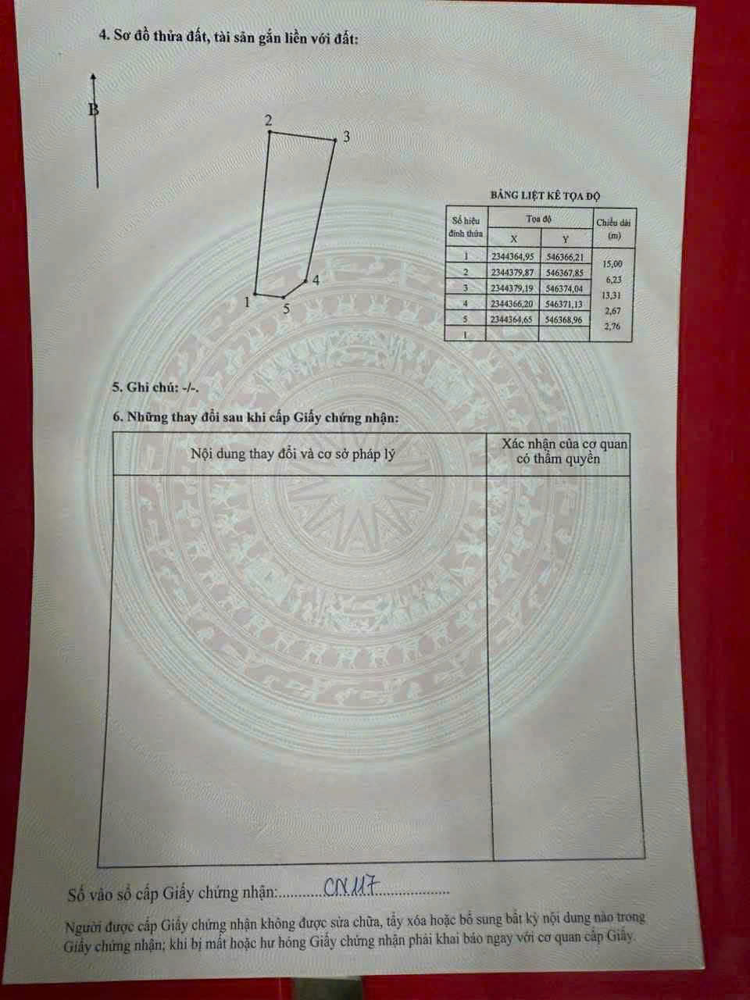 4. Sơ đồ thửa đất, tài sản gắn liền với đất:
B
2
3
4
1
5
BẢNG LIỆT KÊ TỌA ĐỘ
Số hiệu đỉnh thửa Tọa độ Chiều dài (m)
X Y
1 2344364,95 546366,21
15,00
2 2344379,87 546367,85
6,23
3 2344379,19 546374,04
13,31
4 2344366,20 546371,13
2,67
5 2344364,65 546368,96
2,76
1
5. Ghi chú: -/-.
6. Những thay đổi sau khi cấp Giấy chứng nhận:
Nội dung thay đổi và cơ sở pháp lý
Xác nhận của cơ quan
có thẩm quyền
Số vào sổ cấp Giấy chứng nhận:..........CN 117....................
Người được cấp Giấy chứng nhận không được sửa chữa, tẩy xóa hoặc bổ sung bất kỳ nội dung nào trong
Giấy chứng nhận; khi bị mất hoặc hư hỏng Giấy chứng nhận phải khai báo ngay với cơ quan cấp Giấy.